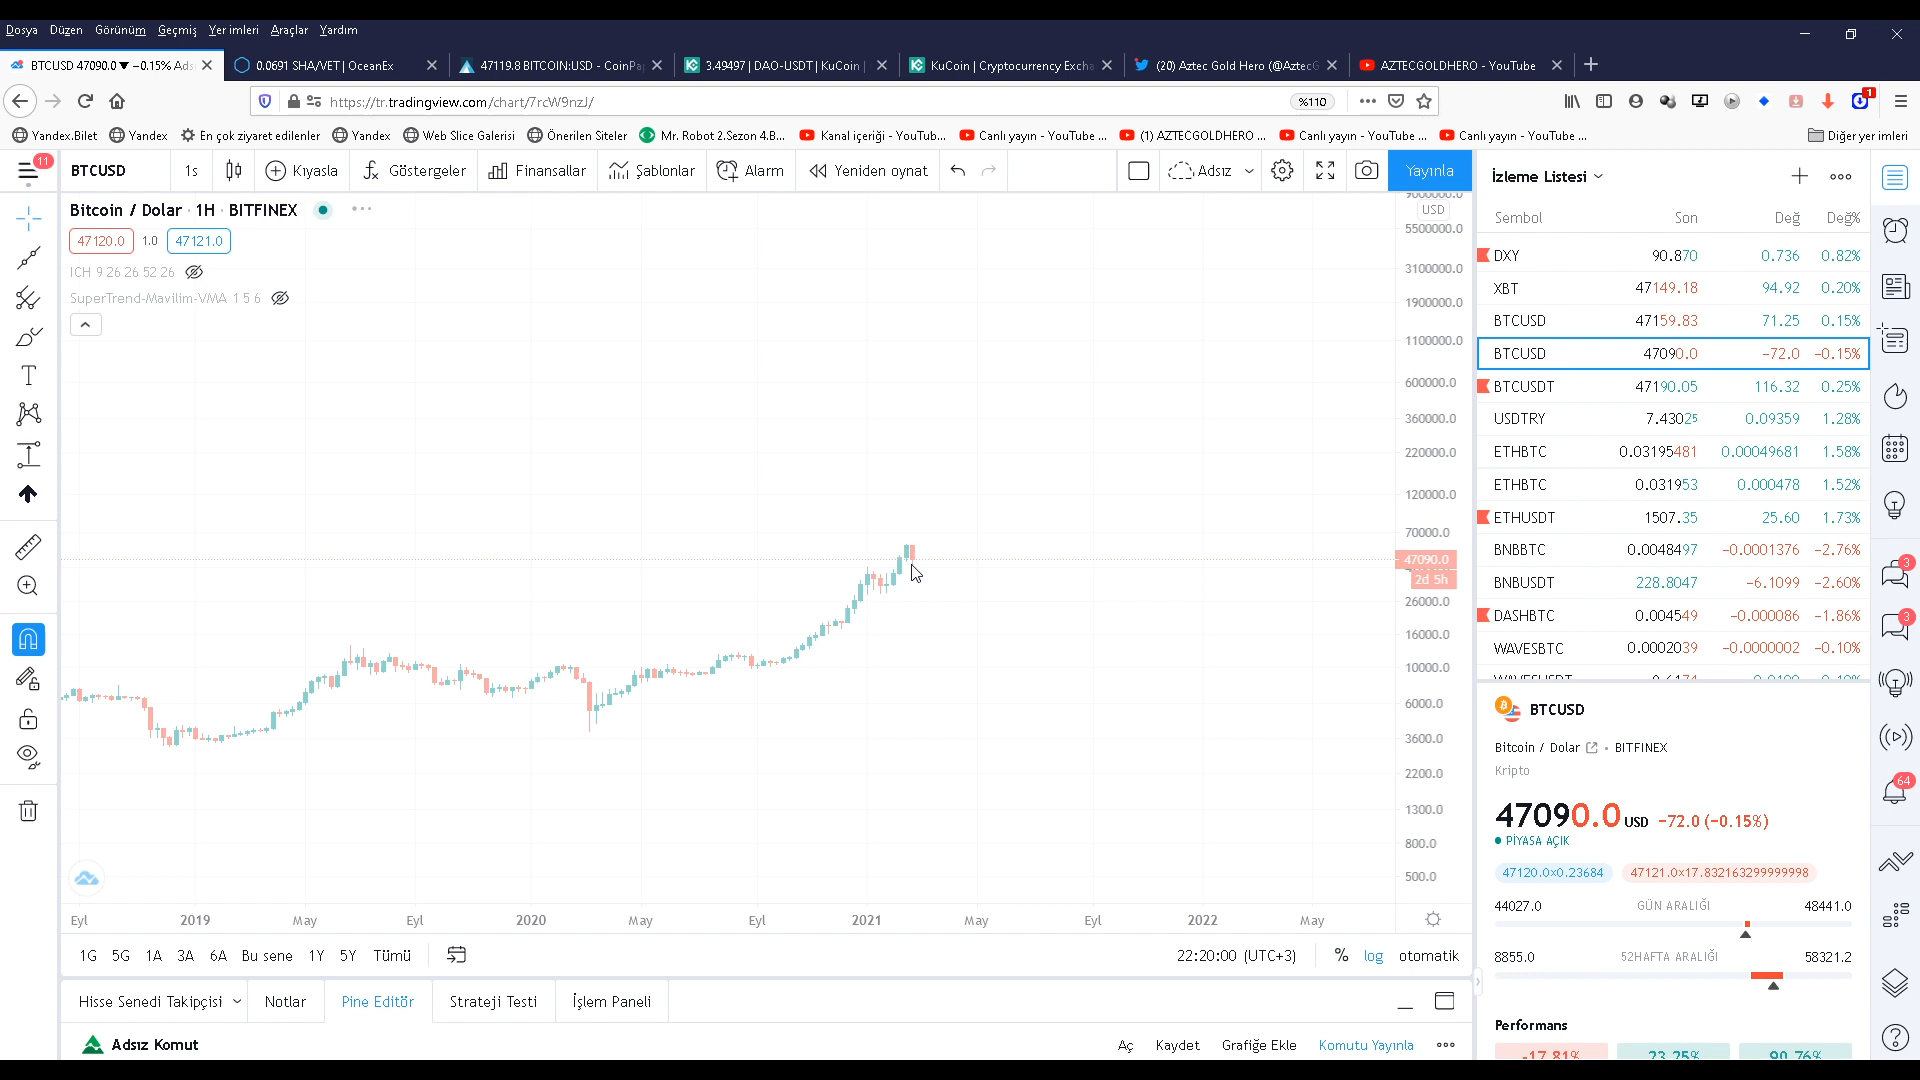 Dosya Düzen Görünüm Geçmiş Yer imleri Araçlar Yardım
BTCUSD 47090.0 ▼ −0.15% Ads
0.0691 SHA/VET | OceanEx
47119.8 BITCOIN:USD - CoinPa
3.49497 | DAO-USDT | KuCoin |
KuCoin | Cryptocurrency Excha
(20) Aztec Gold Hero (@AztecG
AZTECGOLDHERO - YouTube
https://tr.tradingview.com/chart/7rcW9nzJ/
%110
1
Yandex.Bilet Yandex En çok ziyaret edilenler Yandex Web Slice Galerisi Önerilen Siteler Mr. Robot 2.Sezon 4.B... Kanal içeriği - YouTub... Canlı yayın - YouTube ... (1) AZTECGOLDHERO ... Canlı yayın - YouTube ... Canlı yayın - YouTube ... Diğer yer imleri
11
BTCUSD 1s Kıyasla Göstergeler Finansallar Şablonlar Alarm Yeniden oynat Adsız Yayınla
Bitcoin / Dolar · 1H · BITFINEX
47120.0 1.0 47121.0
ICH 9 26 26 52 26
SuperTrend-Mavilim-VMA 1 5 6
USD
5500000.0
3100000.0
1900000.0
1100000.0
600000.0
360000.0
220000.0
120000.0
70000.0
47090.0
2d 5h
26000.0
16000.0
10000.0
6000.0
3600.0
2200.0
1300.0
800.0
500.0
Eyl 2019 May Eyl 2020 May Eyl 2021 May Eyl 2022 May
1G 5G 1A 3A 6A Bu sene 1Y 5Y Tümü
22:20:00 (UTC+3) % log otomatik
Hisse Senedi Takipçisi Notlar Pine Editör Strateji Testi İşlem Paneli
Adsız Komut
Aç Kaydet Grafiğe Ekle Komutu Yayınla
İzleme Listesi
Sembol Son Değ Değ%
DXY 90.870 0.736 0.82%
XBT 47149.18 94.92 0.20%
BTCUSD 47159.83 71.25 0.15%
BTCUSD 47090.0 −72.0 −0.15%
BTCUSDT 47190.05 116.32 0.25%
USDTRY 7.43025 0.09359 1.28%
ETHBTC 0.03195481 0.00049681 1.58%
ETHBTC 0.031953 0.000478 1.52%
ETHUSDT 1507.35 25.60 1.73%
BNBBTC 0.0048497 −0.0001376 −2.76%
BNBUSDT 228.8047 −6.1099 −2.60%
DASHBTC 0.004549 −0.000086 −1.86%
WAVESBTC 0.0002039 −0.0000002 −0.10%
BTCUSD
Bitcoin / Dolar • BITFINEX
Kripto
47090.0 USD −72.0 (−0.15%)
PİYASA AÇIK
47120.0×0.23684 47121.0×17.832163299999998
44027.0 GÜN ARALIĞI 48441.0
8855.0 52HAFTA ARALIĞI 58321.2
Performans
-17.81% 23.25% 90.76%
3
3
64